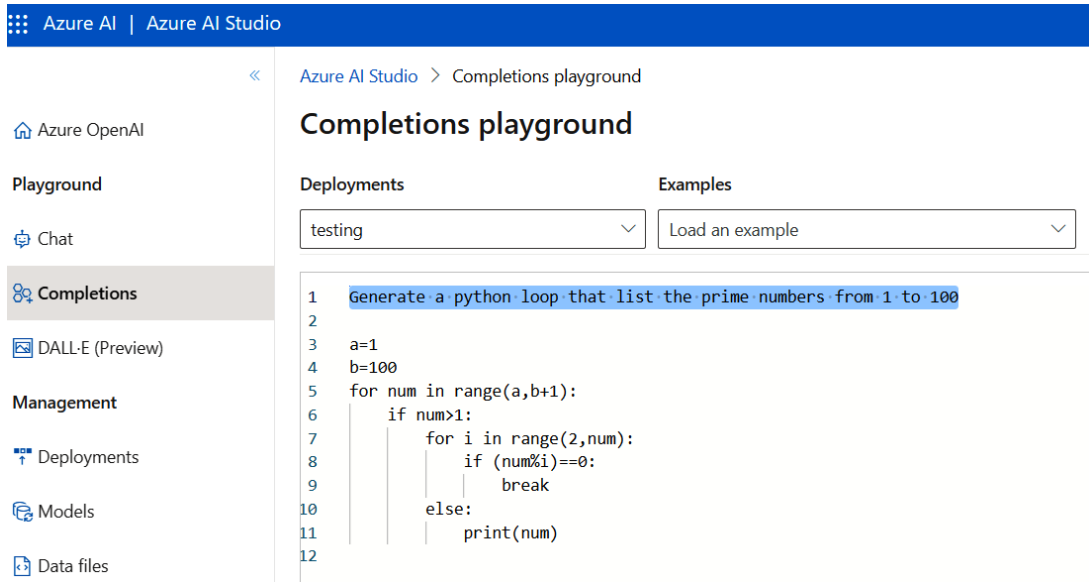 Azure AI | Azure AI Studio
«
Azure AI Studio > Completions playground
Azure OpenAI
Playground
Chat
Completions
DALL·E (Preview)
Management
Deployments
Models
Data files
Completions playground
Deployments
Examples
testing
Load an example
1 Generate a python loop that list the prime numbers from 1 to 100
2
3 a=1
4 b=100
5 for num in range(a,b+1):
6     if num>1:
7         for i in range(2,num):
8             if (num%i)==0:
9                 break
10         else:
11             print(num)
12